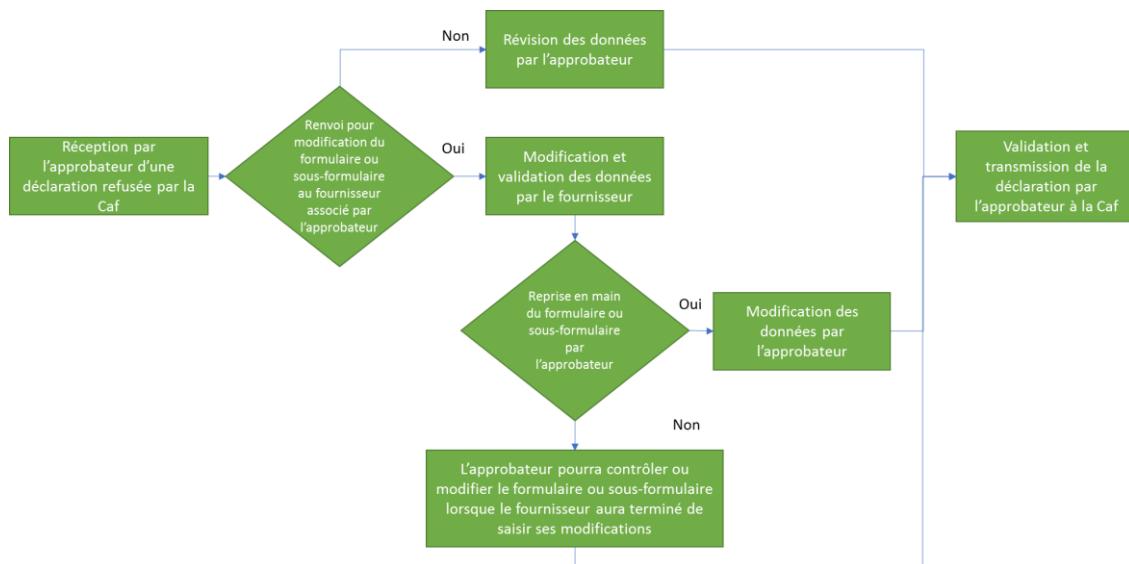 Réception par
l'approbateur d'une
déclaration refusée par la
Caf
Renvoi pour
modification du
formulaire ou
sous-formulaire
au fournisseur
associé par
l'approbateur
Non
Révision des données
par l'approbateur
Oui
Modification et
validation des données
par le fournisseur
Reprise en main
du formulaire ou
sous-formulaire
par
l'approbateur
Oui
Modification des
données par
l'approbateur
Non
L'approbateur pourra contrôler ou
modifier le formulaire ou sous-formulaire
lorsque le fournisseur aura terminé de
saisir ses modifications
Validation et
transmission de la
déclaration par
l'approbateur à la Caf